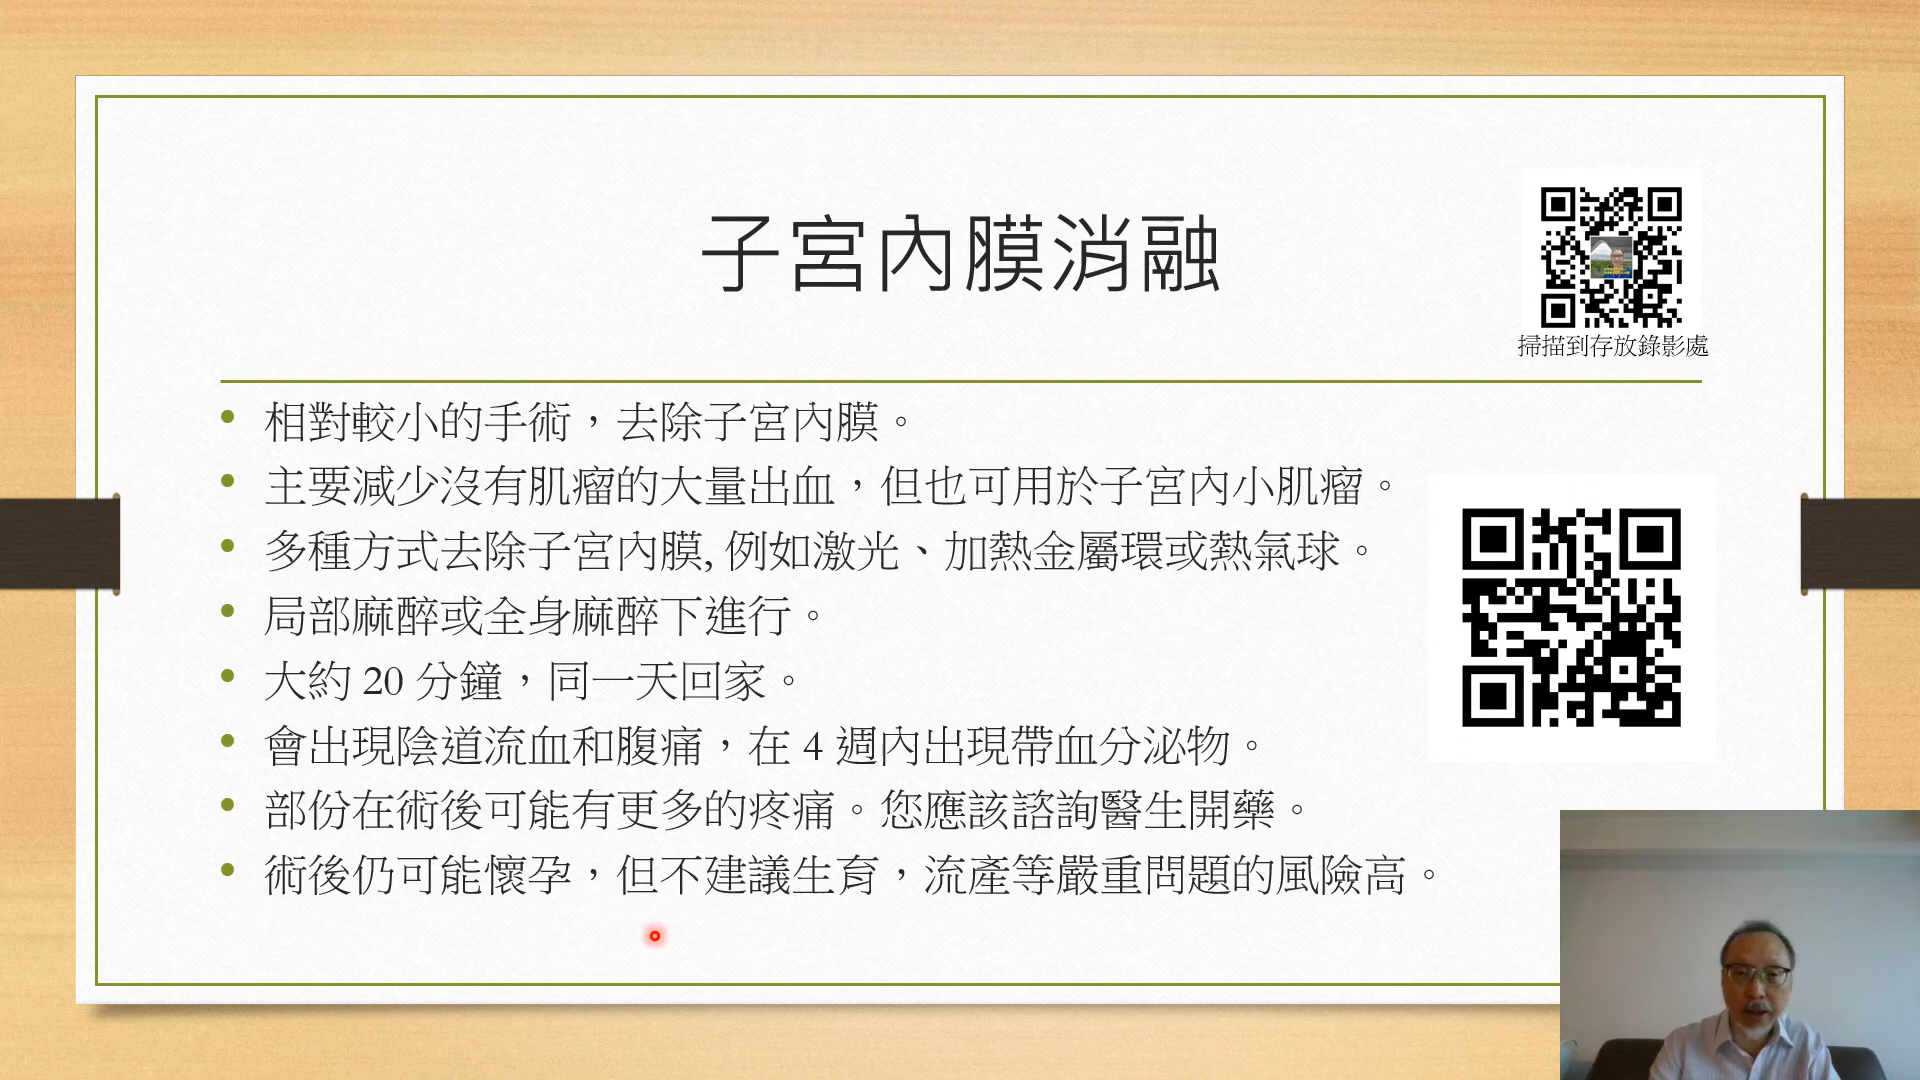 子宮內膜消融
掃描到存放錄影處
相對較小的手術，去除子宮內膜。
主要減少沒有肌瘤的大量出血，但也可用於子宮內小肌瘤。
多種方式去除子宮內膜, 例如激光、加熱金屬環或熱氣球。
局部麻醉或全身麻醉下進行。
大約 20 分鐘，同一天回家。
會出現陰道流血和腹痛，在 4 週內出現帶血分泌物。
部份在術後可能有更多的疼痛。您應該諮詢醫生開藥。
術後仍可能懷孕，但不建議生育，流產等嚴重問題的風險高。